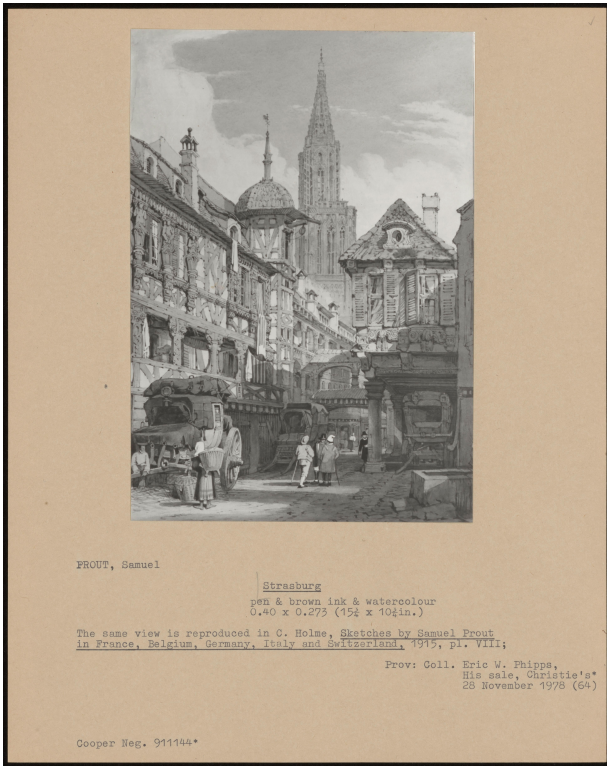 PROUT, Samuel
Strasburg
pen & brown ink & watercolour
0.40 x 0.273 (15¾ x 10¾in.)
The same view is reproduced in C. Holme, Sketches by Samuel Prout
in France, Belgium, Germany, Italy and Switzerland, 1915, pl. VIII;
Prov: Coll. Eric W. Phipps,
His sale, Christie's*
28 November 1978 (64)
Cooper Neg. 911144*